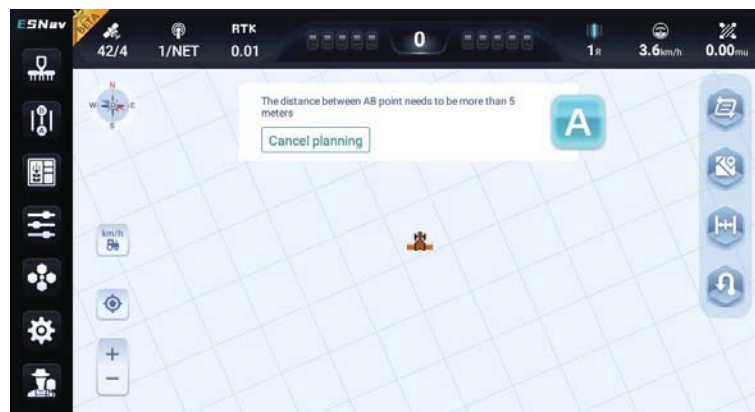 ESNav
BETA
42/4
1/NET
RTK
0.01
0
1R
3.6km/h
0.00mu
N
W
E
S
The distance between AB point needs to be more than 5
meters
Cancel planning
A
km/h
+
−